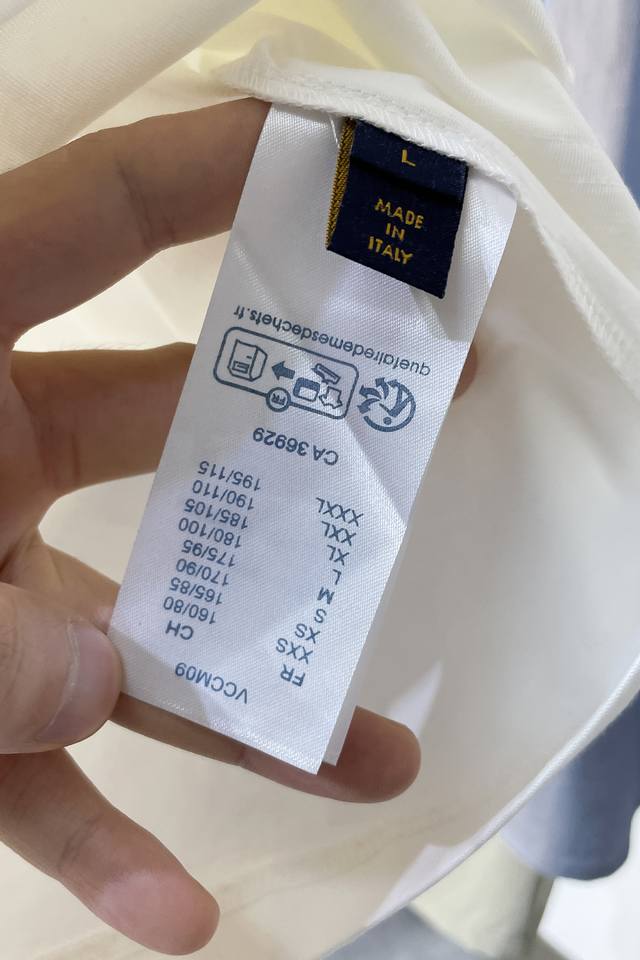 L
MADE
IN
ITALY
VCCM09
FR CH
XXS 160/80
XS 165/85
S 170/90
M 175/95
L 180/100
XL 185/105
XXL 190/110
XXXL 195/115
CA 36929
FR
quefairedemesdechets.fr